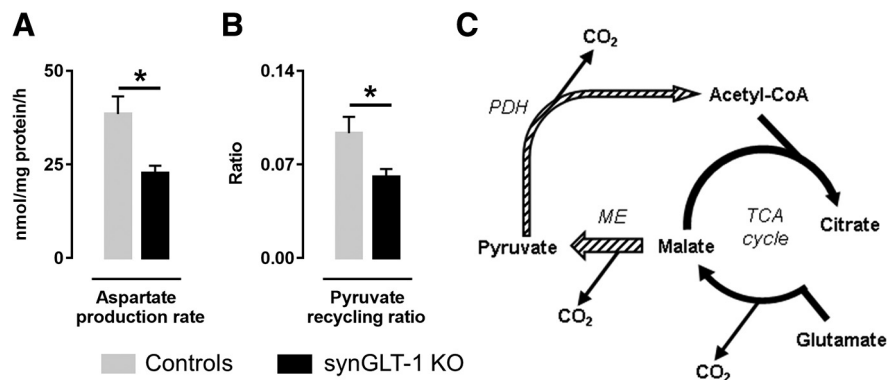 A
nmol/mg protein/h
50
25
0
*
Aspartate
production rate
B
Ratio
0.14
0.07
0.00
*
Pyruvate
recycling ratio
Controls
synGLT-1 KO
C
CO₂
PDH
Acetyl-CoA
ME
TCA
cycle
Citrate
Pyruvate
Malate
CO₂
Glutamate
CO₂